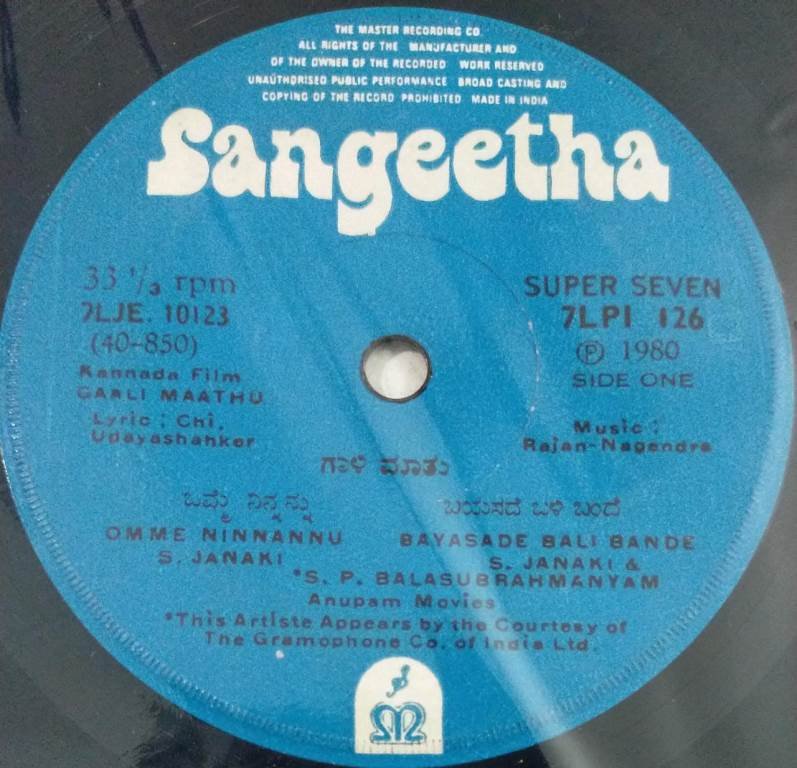 THE MASTER RECORDING CO
ALL RIGHTS OF THE MANUFACTURER AND
OF THE OWNER OF THE RECORDED WORK RESERVED
UNAUTHORISED PUBLIC PERFORMANCE BROAD CASTING AND
COPYING OF THE RECORD PROHIBITED MADE IN INDIA
Sangeetha
33 1/3 rpm
7LJE. 10123
(40-850)
Kannada Film
GAALI MAATHU
Lyric : Chi.
Udayashanker
SUPER SEVEN
7LPI 126
℗ 1980
SIDE ONE
Music :
Rajan-Nagendra
ಗಾಳಿ ಮಾತು
ಒಮ್ಮೆ ನಿನ್ನನ್ನು
OMME NINNANNU
S. JANAKI
ಬಯಸದೆ ಬಳಿ ಬಂದೆ
BAYASADE BALI BANDE
S. JANAKI &
*S. P. BALASUBRAHMANYAM
Anupam Movies
*This Artiste Appears by the Courtesy of
The Gramophone Co. of India Ltd.